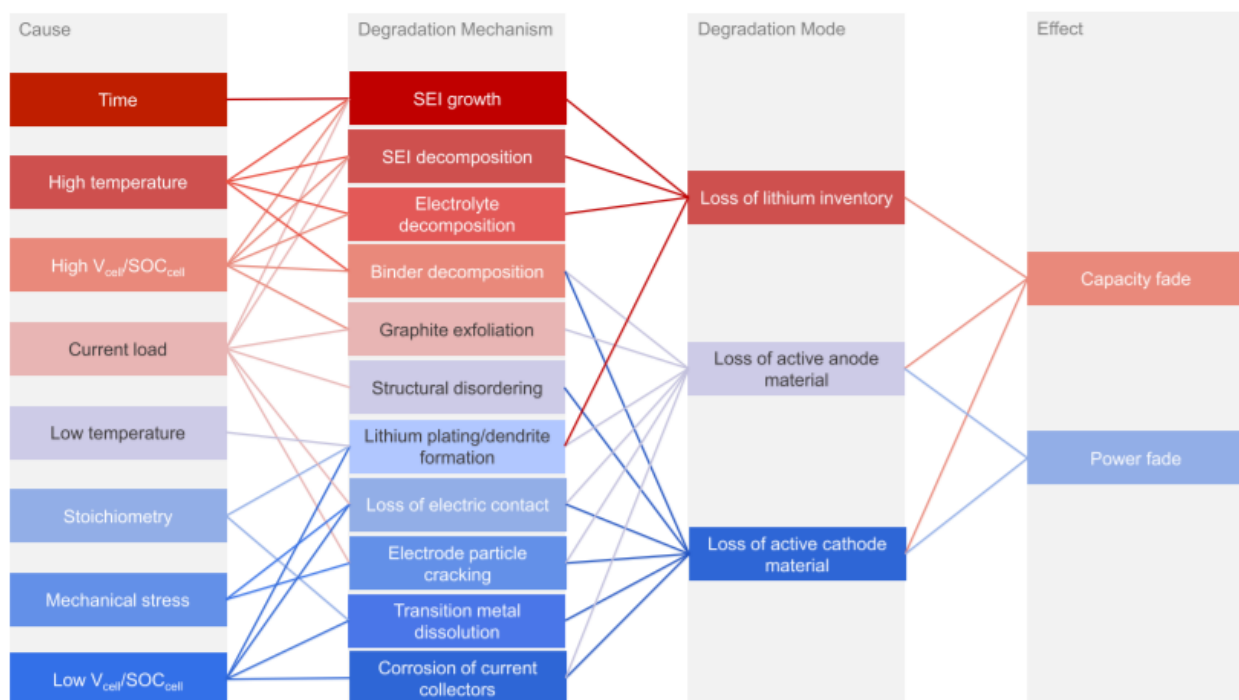 Cause
Degradation Mechanism
Degradation Mode
Effect
Time
High temperature
High Vcell/SOCcell
Current load
Low temperature
Stoichiometry
Mechanical stress
Low Vcell/SOCcell
SEI growth
SEI decomposition
Electrolyte
decomposition
Binder decomposition
Graphite exfoliation
Structural disordering
Lithium plating/dendrite
formation
Loss of electric contact
Electrode particle
cracking
Transition metal
dissolution
Corrosion of current
collectors
Loss of lithium inventory
Loss of active anode
material
Loss of active cathode
material
Capacity fade
Power fade